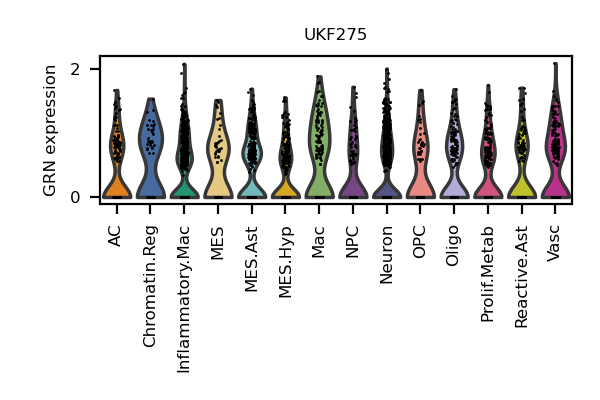 UKF275
GRN expression
2
0
AC
Chromatin.Reg
Inflammatory.Mac
MES
MES.Ast
MES.Hyp
Mac
NPC
Neuron
OPC
Oligo
Prolif.Metab
Reactive.Ast
Vasc